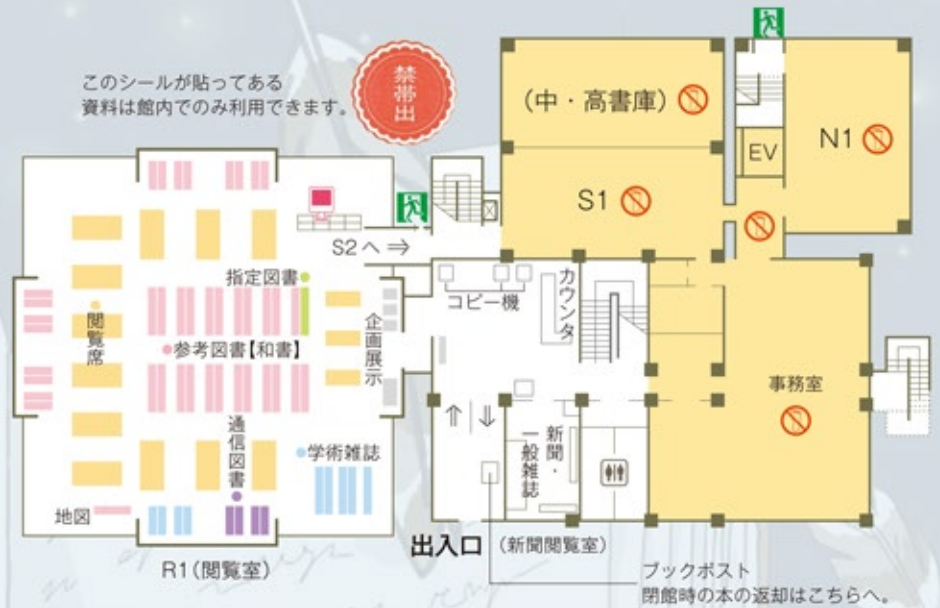 このシールが貼ってある
資料は館内でのみ利用できます。
禁帯出
(中・高書庫)
EV
N1
S1
S2へ⇒
指定図書
コピー機
カウンタ
閲覧席
参考図書【和書】
企画展示
事務室
通信図書
学術雑誌
新聞・
一般雑誌
地図
出入口
(新聞閲覧室)
R1(閲覧室)
ブックポスト
閉館時の本の返却はこちらへ。